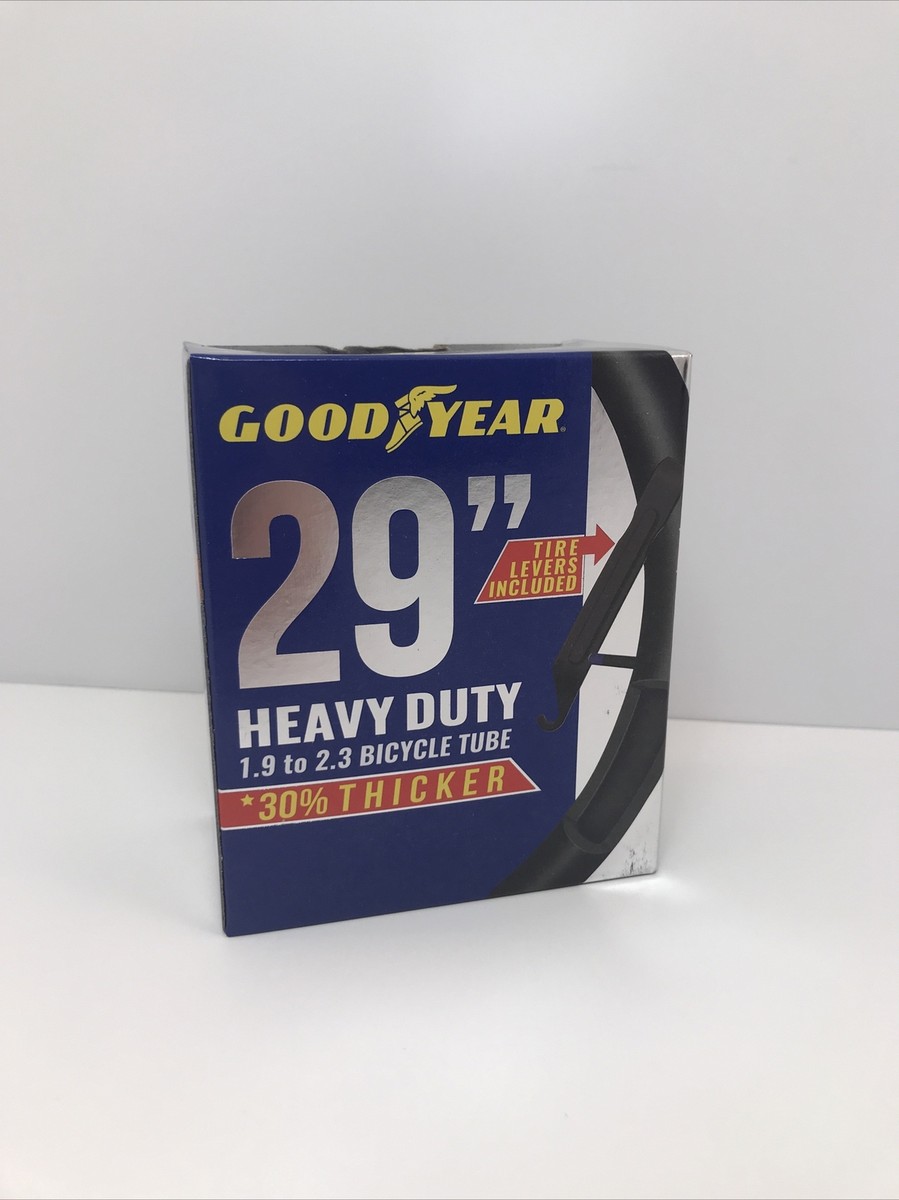 GOODYEAR®
29”
TIRE
LEVERS
INCLUDED
HEAVY DUTY
1.9 to 2.3 BICYCLE TUBE
*30% THICKER